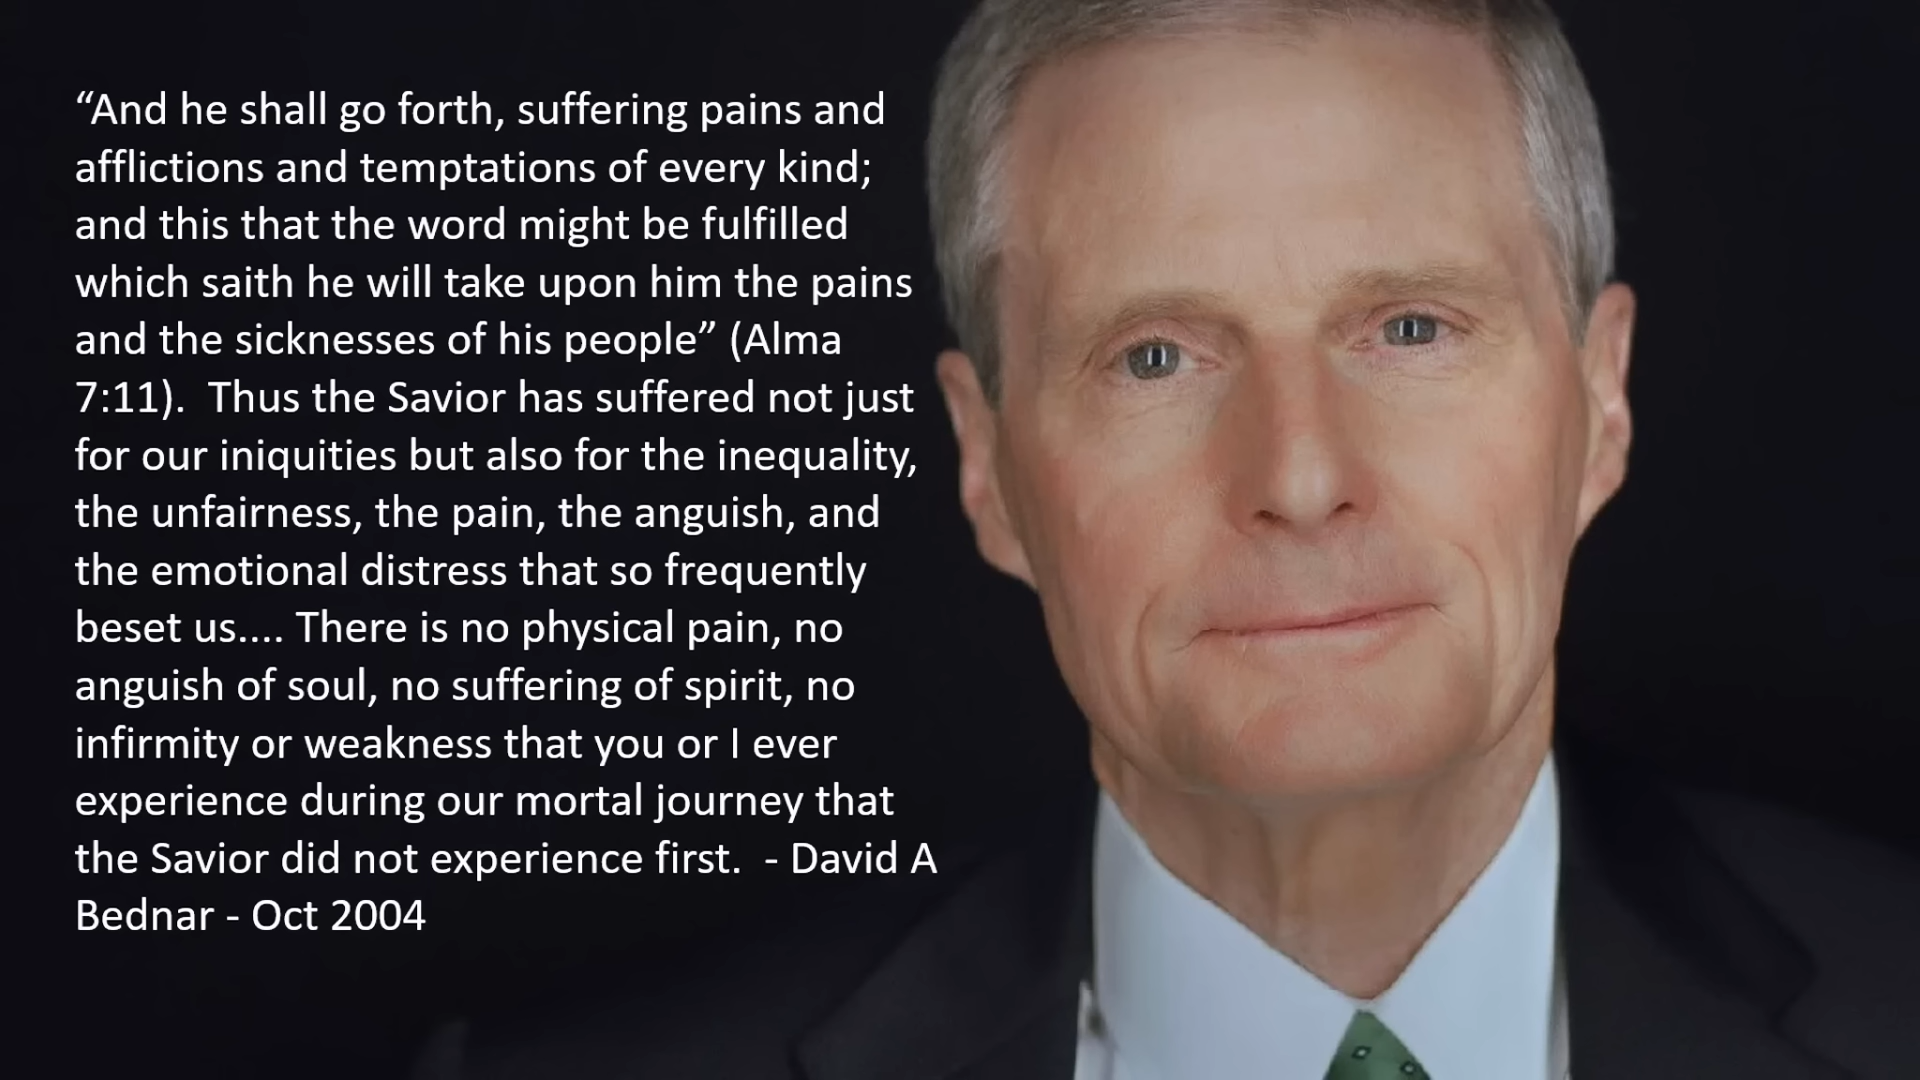 “And he shall go forth, suffering pains and
afflictions and temptations of every kind;
and this that the word might be fulfilled
which saith he will take upon him the pains
and the sicknesses of his people” (Alma
7:11).  Thus the Savior has suffered not just
for our iniquities but also for the inequality,
the unfairness, the pain, the anguish, and
the emotional distress that so frequently
beset us.... There is no physical pain, no
anguish of soul, no suffering of spirit, no
infirmity or weakness that you or I ever
experience during our mortal journey that
the Savior did not experience first.  - David A
Bednar - Oct 2004